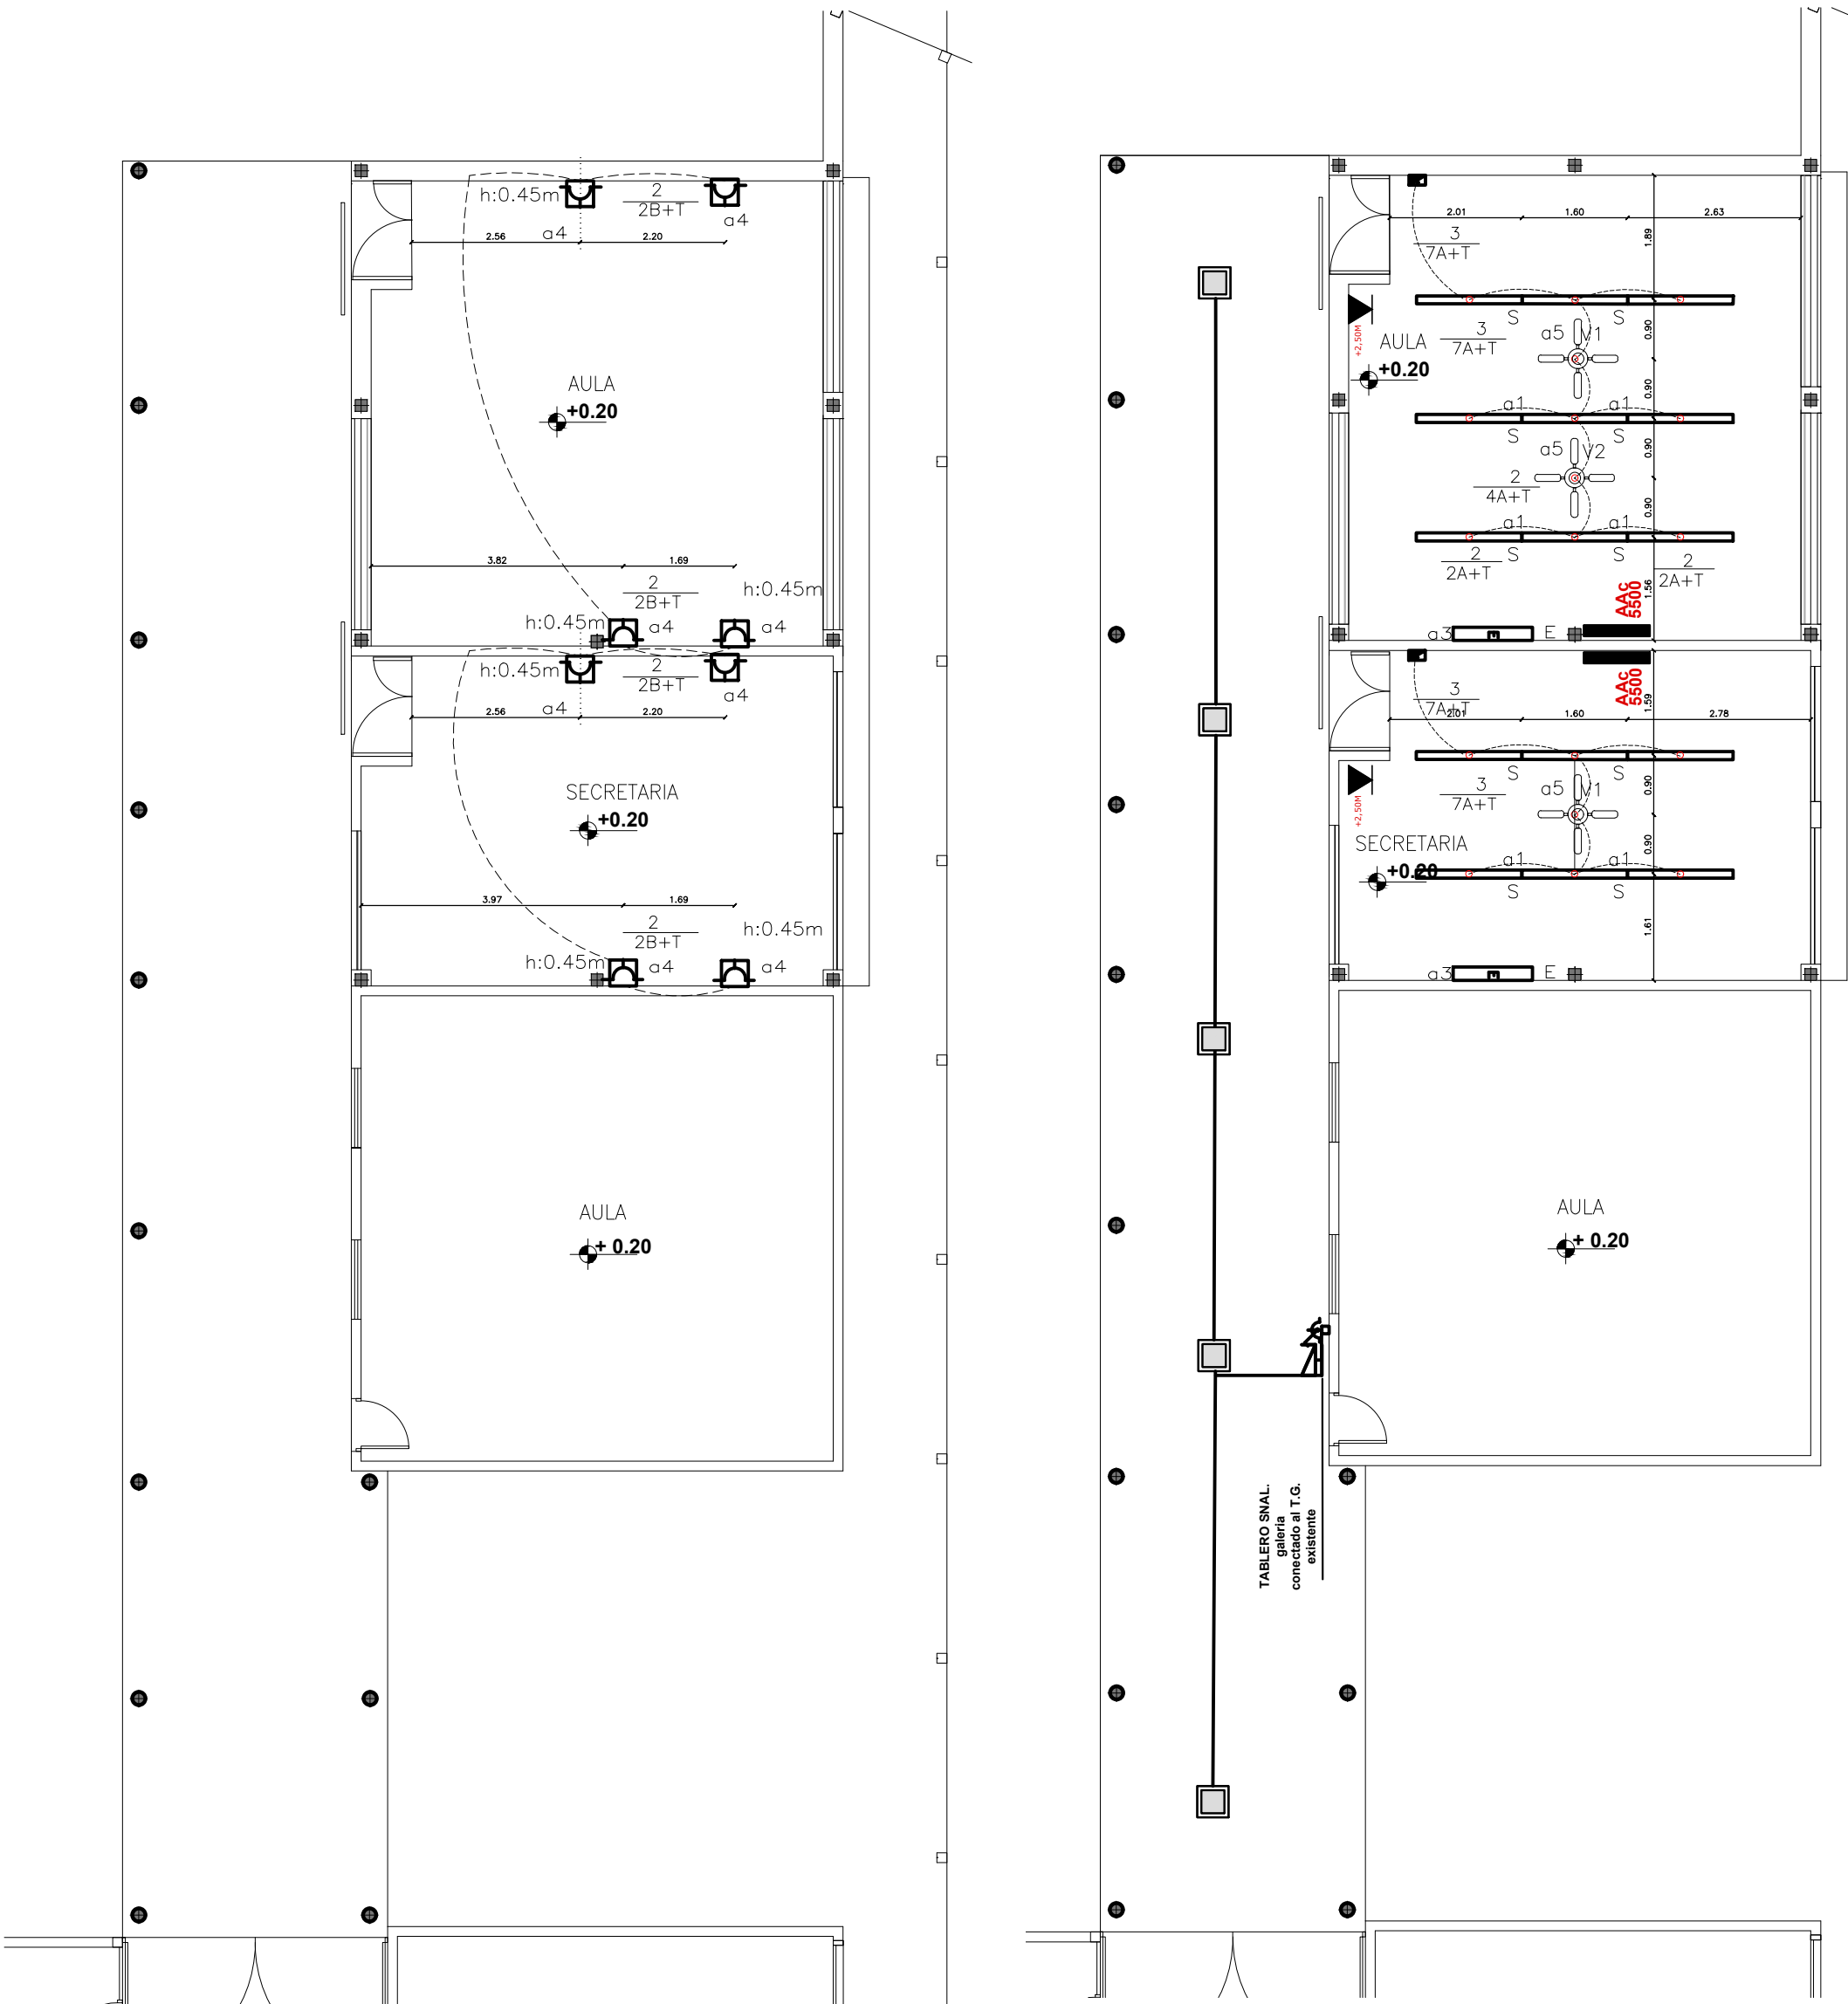 h:0.45m
2
2B+T
a4
2.56
a4
2.20
AULA
+0.20
3.82
1.69
2
2B+T
h:0.45m
h:0.45m
a4
a4
h:0.45m
2
2B+T
a4
2.56
a4
2.20
SECRETARIA
+0.20
3.97
1.69
2
2B+T
h:0.45m
h:0.45m
a4
a4
AULA
+ 0.20
2.01
1.60
2.63
3
7A+T
1.89
S
S
+2,50M
AULA
+0.20
3
7A+T
a5
V1
0.90
0.90
a1
a1
S
S
a5
V2
0.90
2
4A+T
0.90
a1
a1
S
S
2
2A+T
2
2A+T
1.56
AAc
5500
a3
E
E
AAc
5500
3
7A+T
1.59
2.01
1.60
2.78
S
S
+2,50M
3
7A+T
a5
V1
0.90
SECRETARIA
+0.20
0.90
a1
a1
S
S
1.61
a3
E
E
AULA
+ 0.20
TABLERO SNAL.
galeria
conectado al T.G.
existente